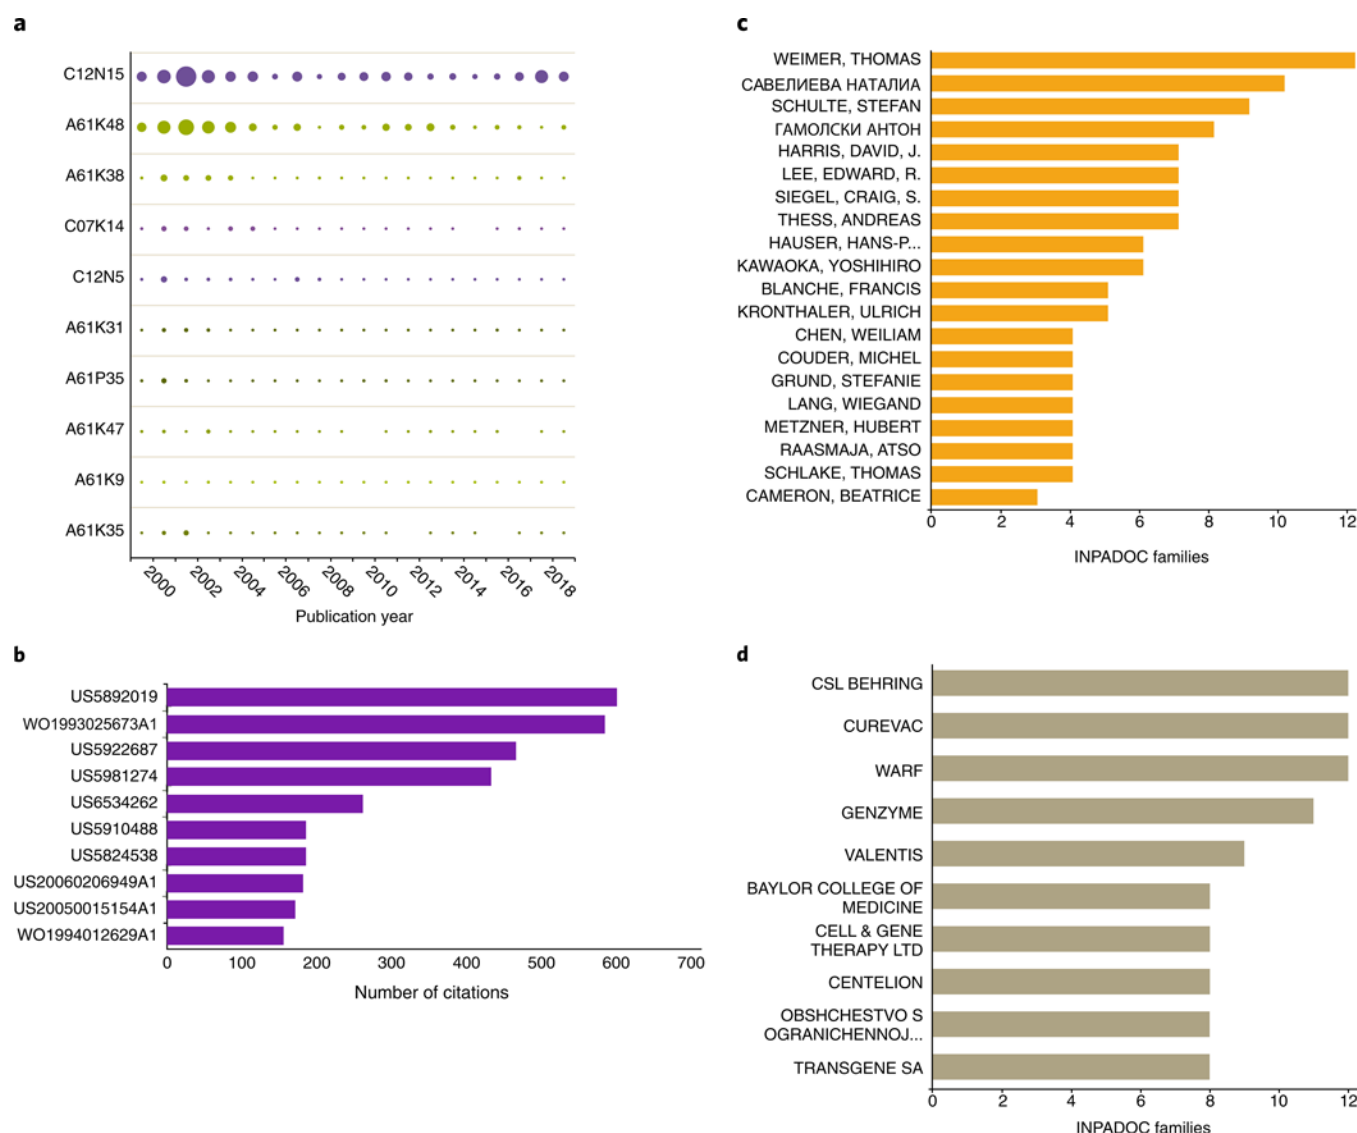 a
C12N15
A61K48
A61K38
C07K14
C12N5
A61K31
A61P35
A61K47
A61K9
A61K35
2000
2002
2004
2006
2008
2010
2012
2014
2016
2018
Publication year
b
US5892019
WO1993025673A1
US5922687
US5981274
US6534262
US5910488
US5824538
US20060206949A1
US20050015154A1
WO1994012629A1
0 100 200 300 400 500 600 700
Number of citations
c
WEIMER, THOMAS
САВЕЛИЕВА НАТАЛИА
SCHULTE, STEFAN
ГАМОЛСКИ АНТОН
HARRIS, DAVID, J.
LEE, EDWARD, R.
SIEGEL, CRAIG, S.
THESS, ANDREAS
HAUSER, HANS-P...
KAWAOKA, YOSHIHIRO
BLANCHE, FRANCIS
KRONTHALER, ULRICH
CHEN, WEILIAM
COUDER, MICHEL
GRUND, STEFANIE
LANG, WIEGAND
METZNER, HUBERT
RAASMAJA, ATSO
SCHLAKE, THOMAS
CAMERON, BEATRICE
0 2 4 6 8 10 12
INPADOC families
d
CSL BEHRING
CUREVAC
WARF
GENZYME
VALENTIS
BAYLOR COLLEGE OF
MEDICINE
CELL & GENE
THERAPY LTD
CENTELION
OBSHCHESTVO S
OGRANICHENNOJ...
TRANSGENE SA
0 2 4 6 8 10 12
INPADOC families